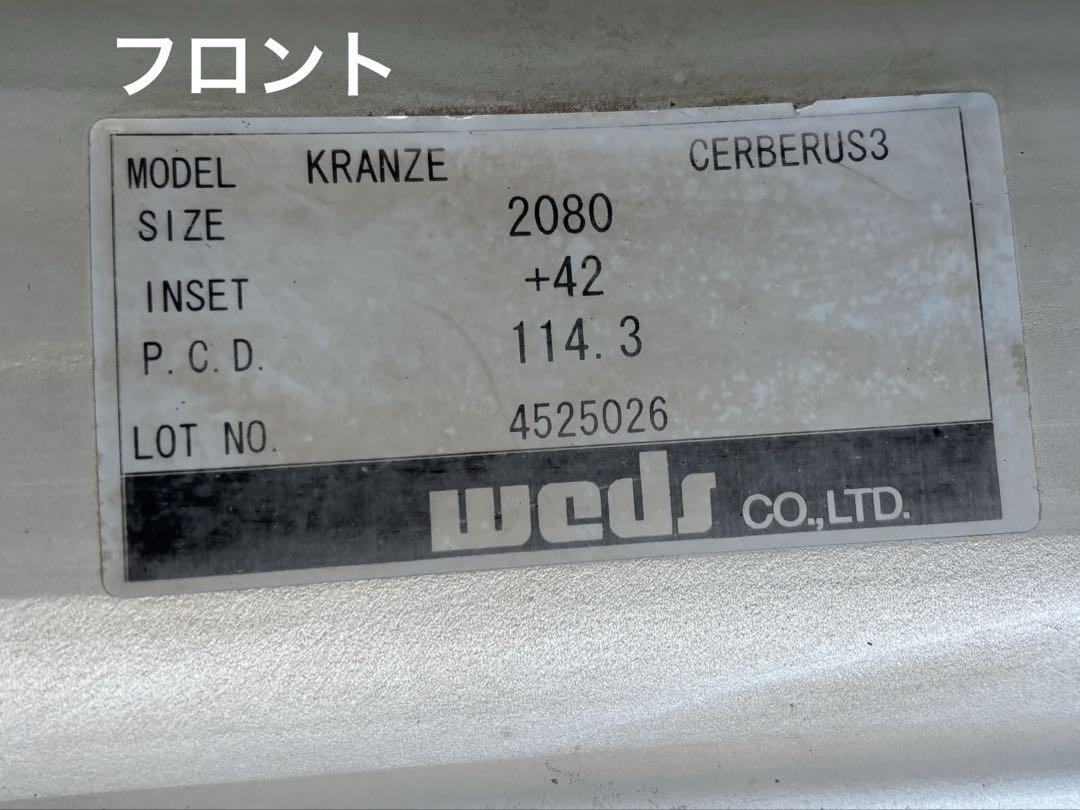 フロント
MODEL KRANZE CERBERUS3
SIZE 2080
INSET +42
P.C.D. 114.3
LOT NO. 4525026
weds CO.,LTD.